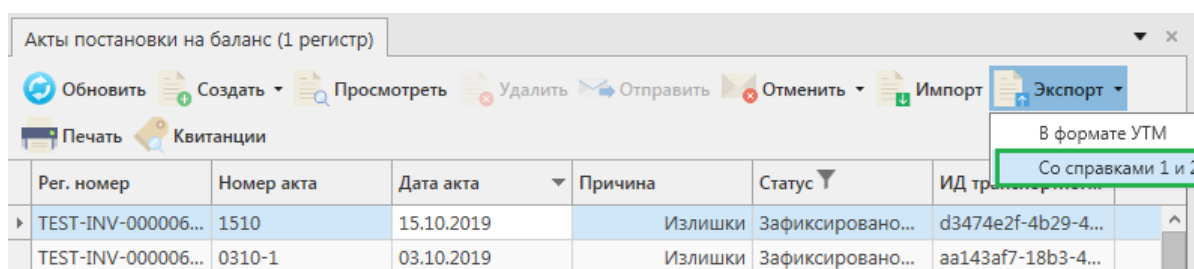 Акты постановки на баланс (1 регистр)
Обновить Создать Просмотреть Удалить Отправить Отменить Импорт Экспорт
Печать Квитанции
В формате УТМ
Со справками 1 и 2
Рег. номер Номер акта Дата акта Причина Статус
TEST-INV-000006... 1510 15.10.2019 Излишки Зафиксировано... d3474e2f-4b29-4...
TEST-INV-000006... 0310-1 03.10.2019 Излишки Зафиксировано... aa143af7-18b3-4...